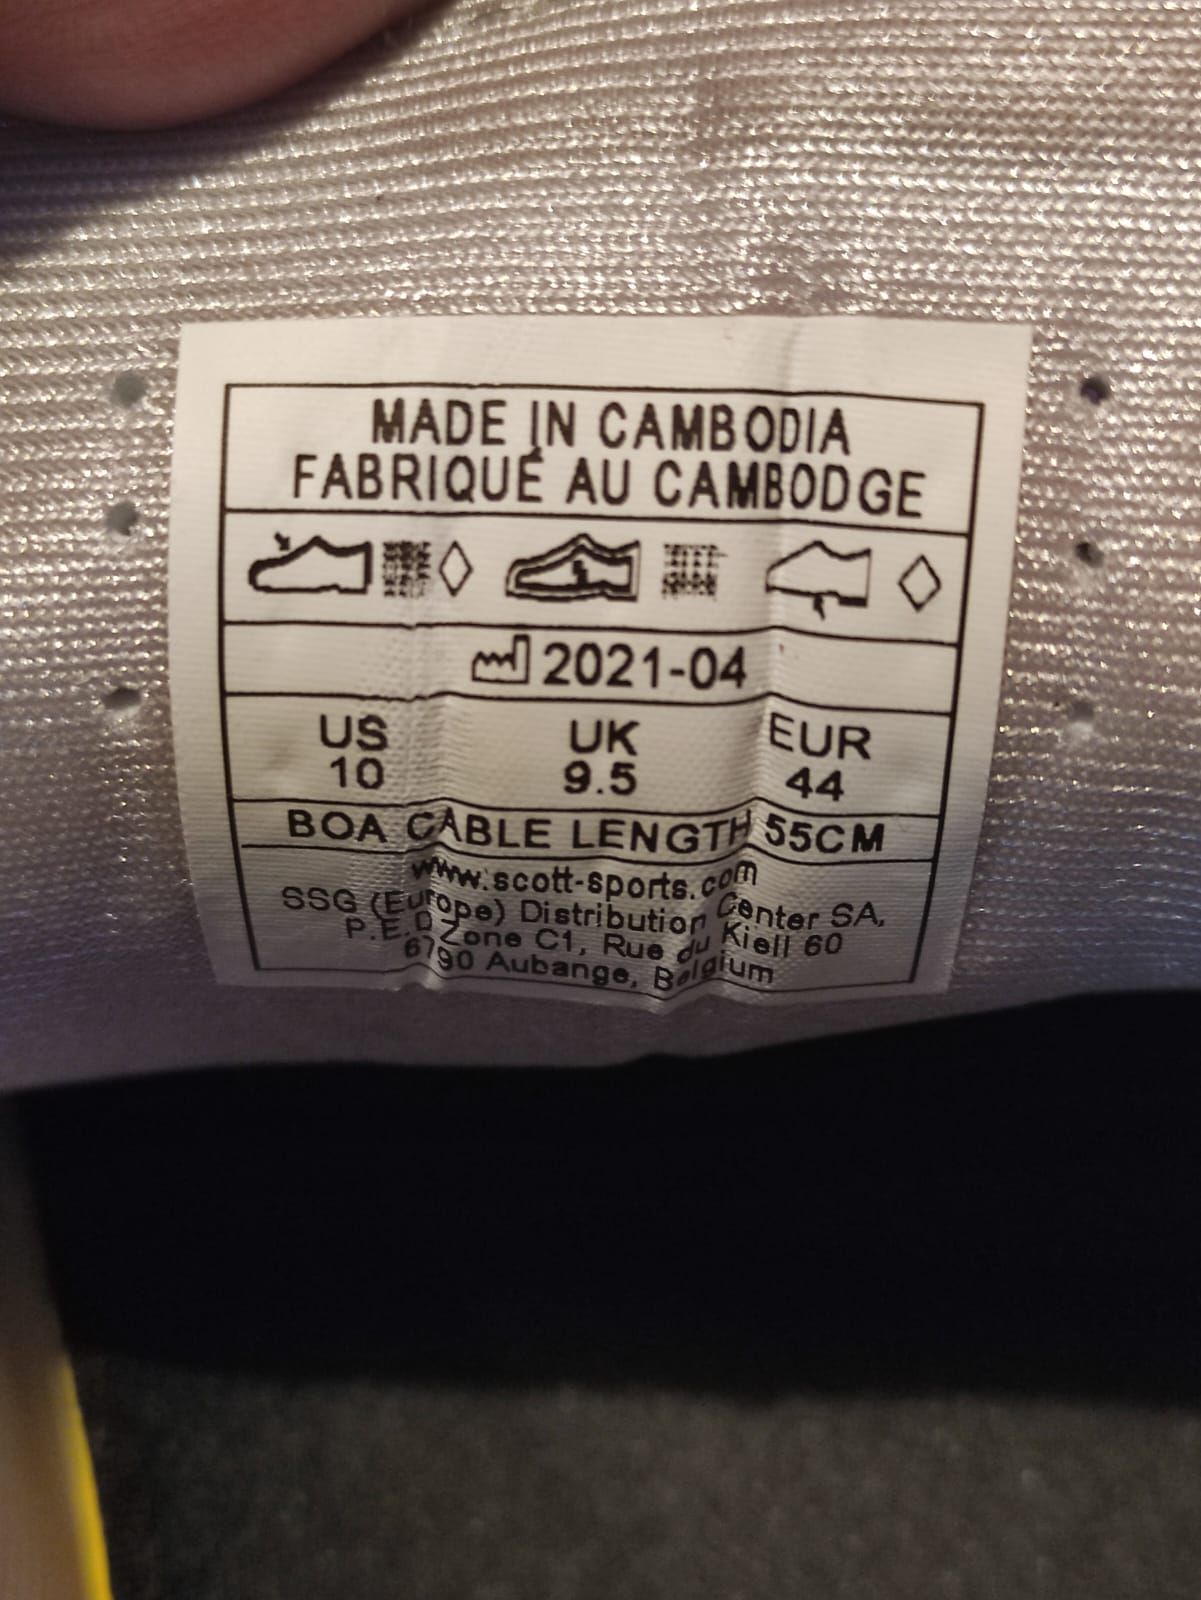 MADE IN CAMBODIA
FABRIQUÉ AU CAMBODGE
2021-04
US UK EUR
10 9.5 44
BOA CABLE LENGTH 55CM
www.scott-sports.com
SSG (Europe) Distribution Center SA,
P.E.D Zone C1, Rue du Kiell 60
6790 Aubange, Belgium